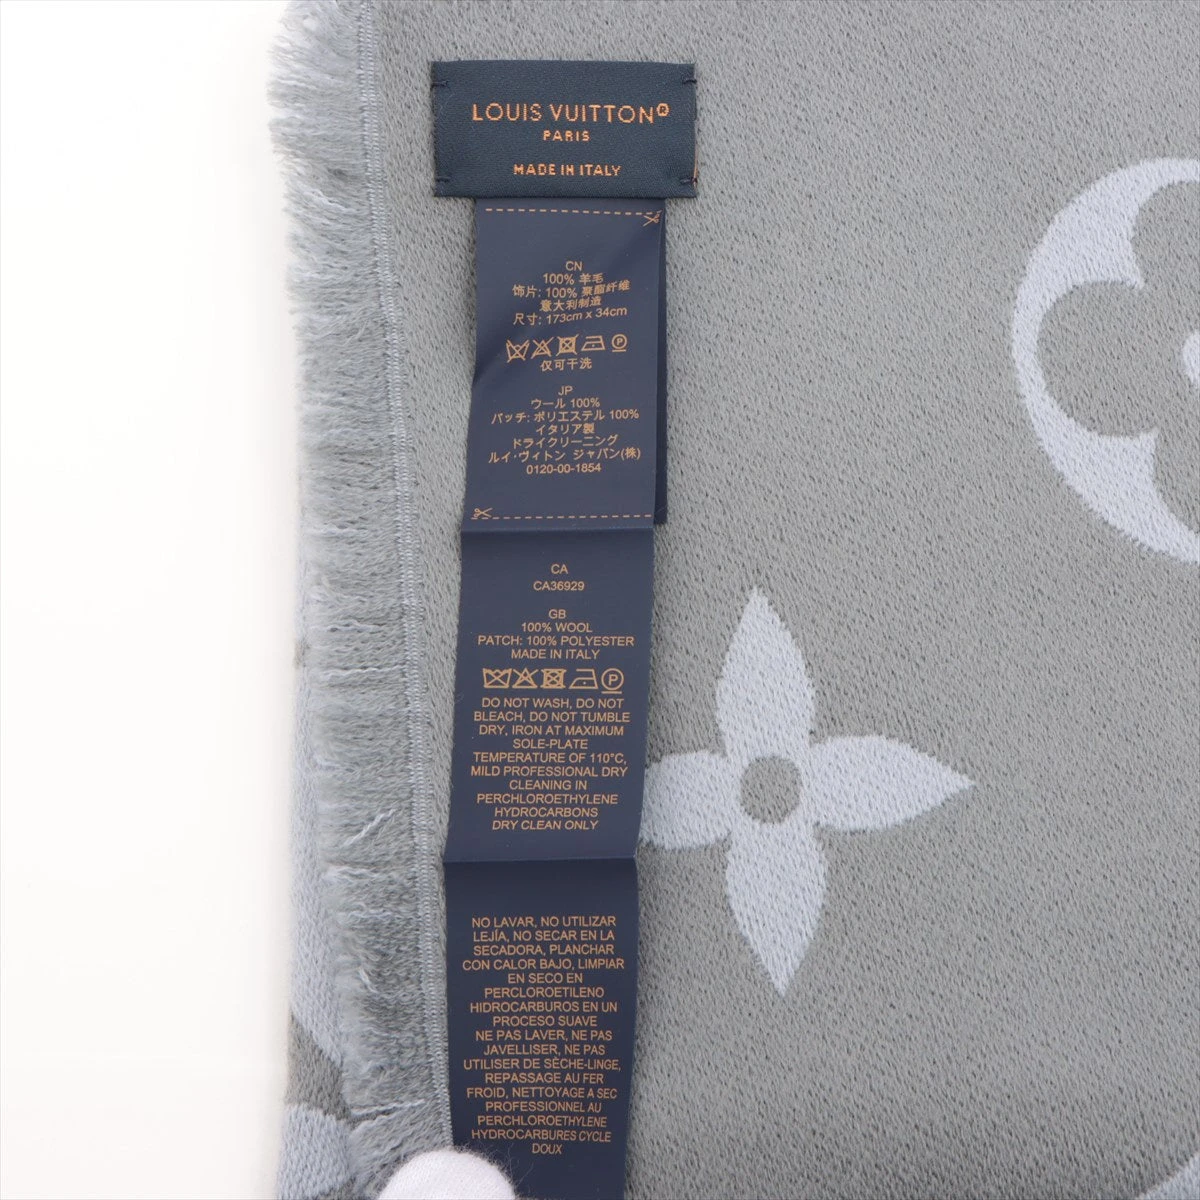 LOUIS VUITTON®
PARIS
MADE IN ITALY
CN
100% 羊毛
饰片: 100% 聚酯纤维
意大利制造
尺寸: 173cm x 34cm
仅可干洗
JP
ウール 100%
パッチ: ポリエステル 100%
イタリア製
ドライクリーニング
ルイ・ヴィトン ジャパン(株)
0120-00-1854
CA
CA36929
GB
100% WOOL
PATCH: 100% POLYESTER
MADE IN ITALY
DO NOT WASH, DO NOT
BLEACH, DO NOT TUMBLE
DRY, IRON AT MAXIMUM
SOLE-PLATE
TEMPERATURE OF 110°C,
MILD PROFESSIONAL DRY
CLEANING IN
PERCHLOROETHYLENE
HYDROCARBONS
DRY CLEAN ONLY
NO LAVAR, NO UTILIZAR
LEJÍA, NO SECAR EN LA
SECADORA, PLANCHAR
CON CALOR BAJO, LIMPIAR
EN SECO EN
PERCLOROETILENO
HIDROCARBUROS EN UN
PROCESO SUAVE
NE PAS LAVER, NE PAS
JAVELLISER, NE PAS
UTILISER DE SÈCHE-LINGE,
REPASSAGE AU FER
FROID, NETTOYAGE A SEC
PROFESSIONNEL AU
PERCHLOROETHYLENE
HYDROCARBURES CYCLE
DOUX